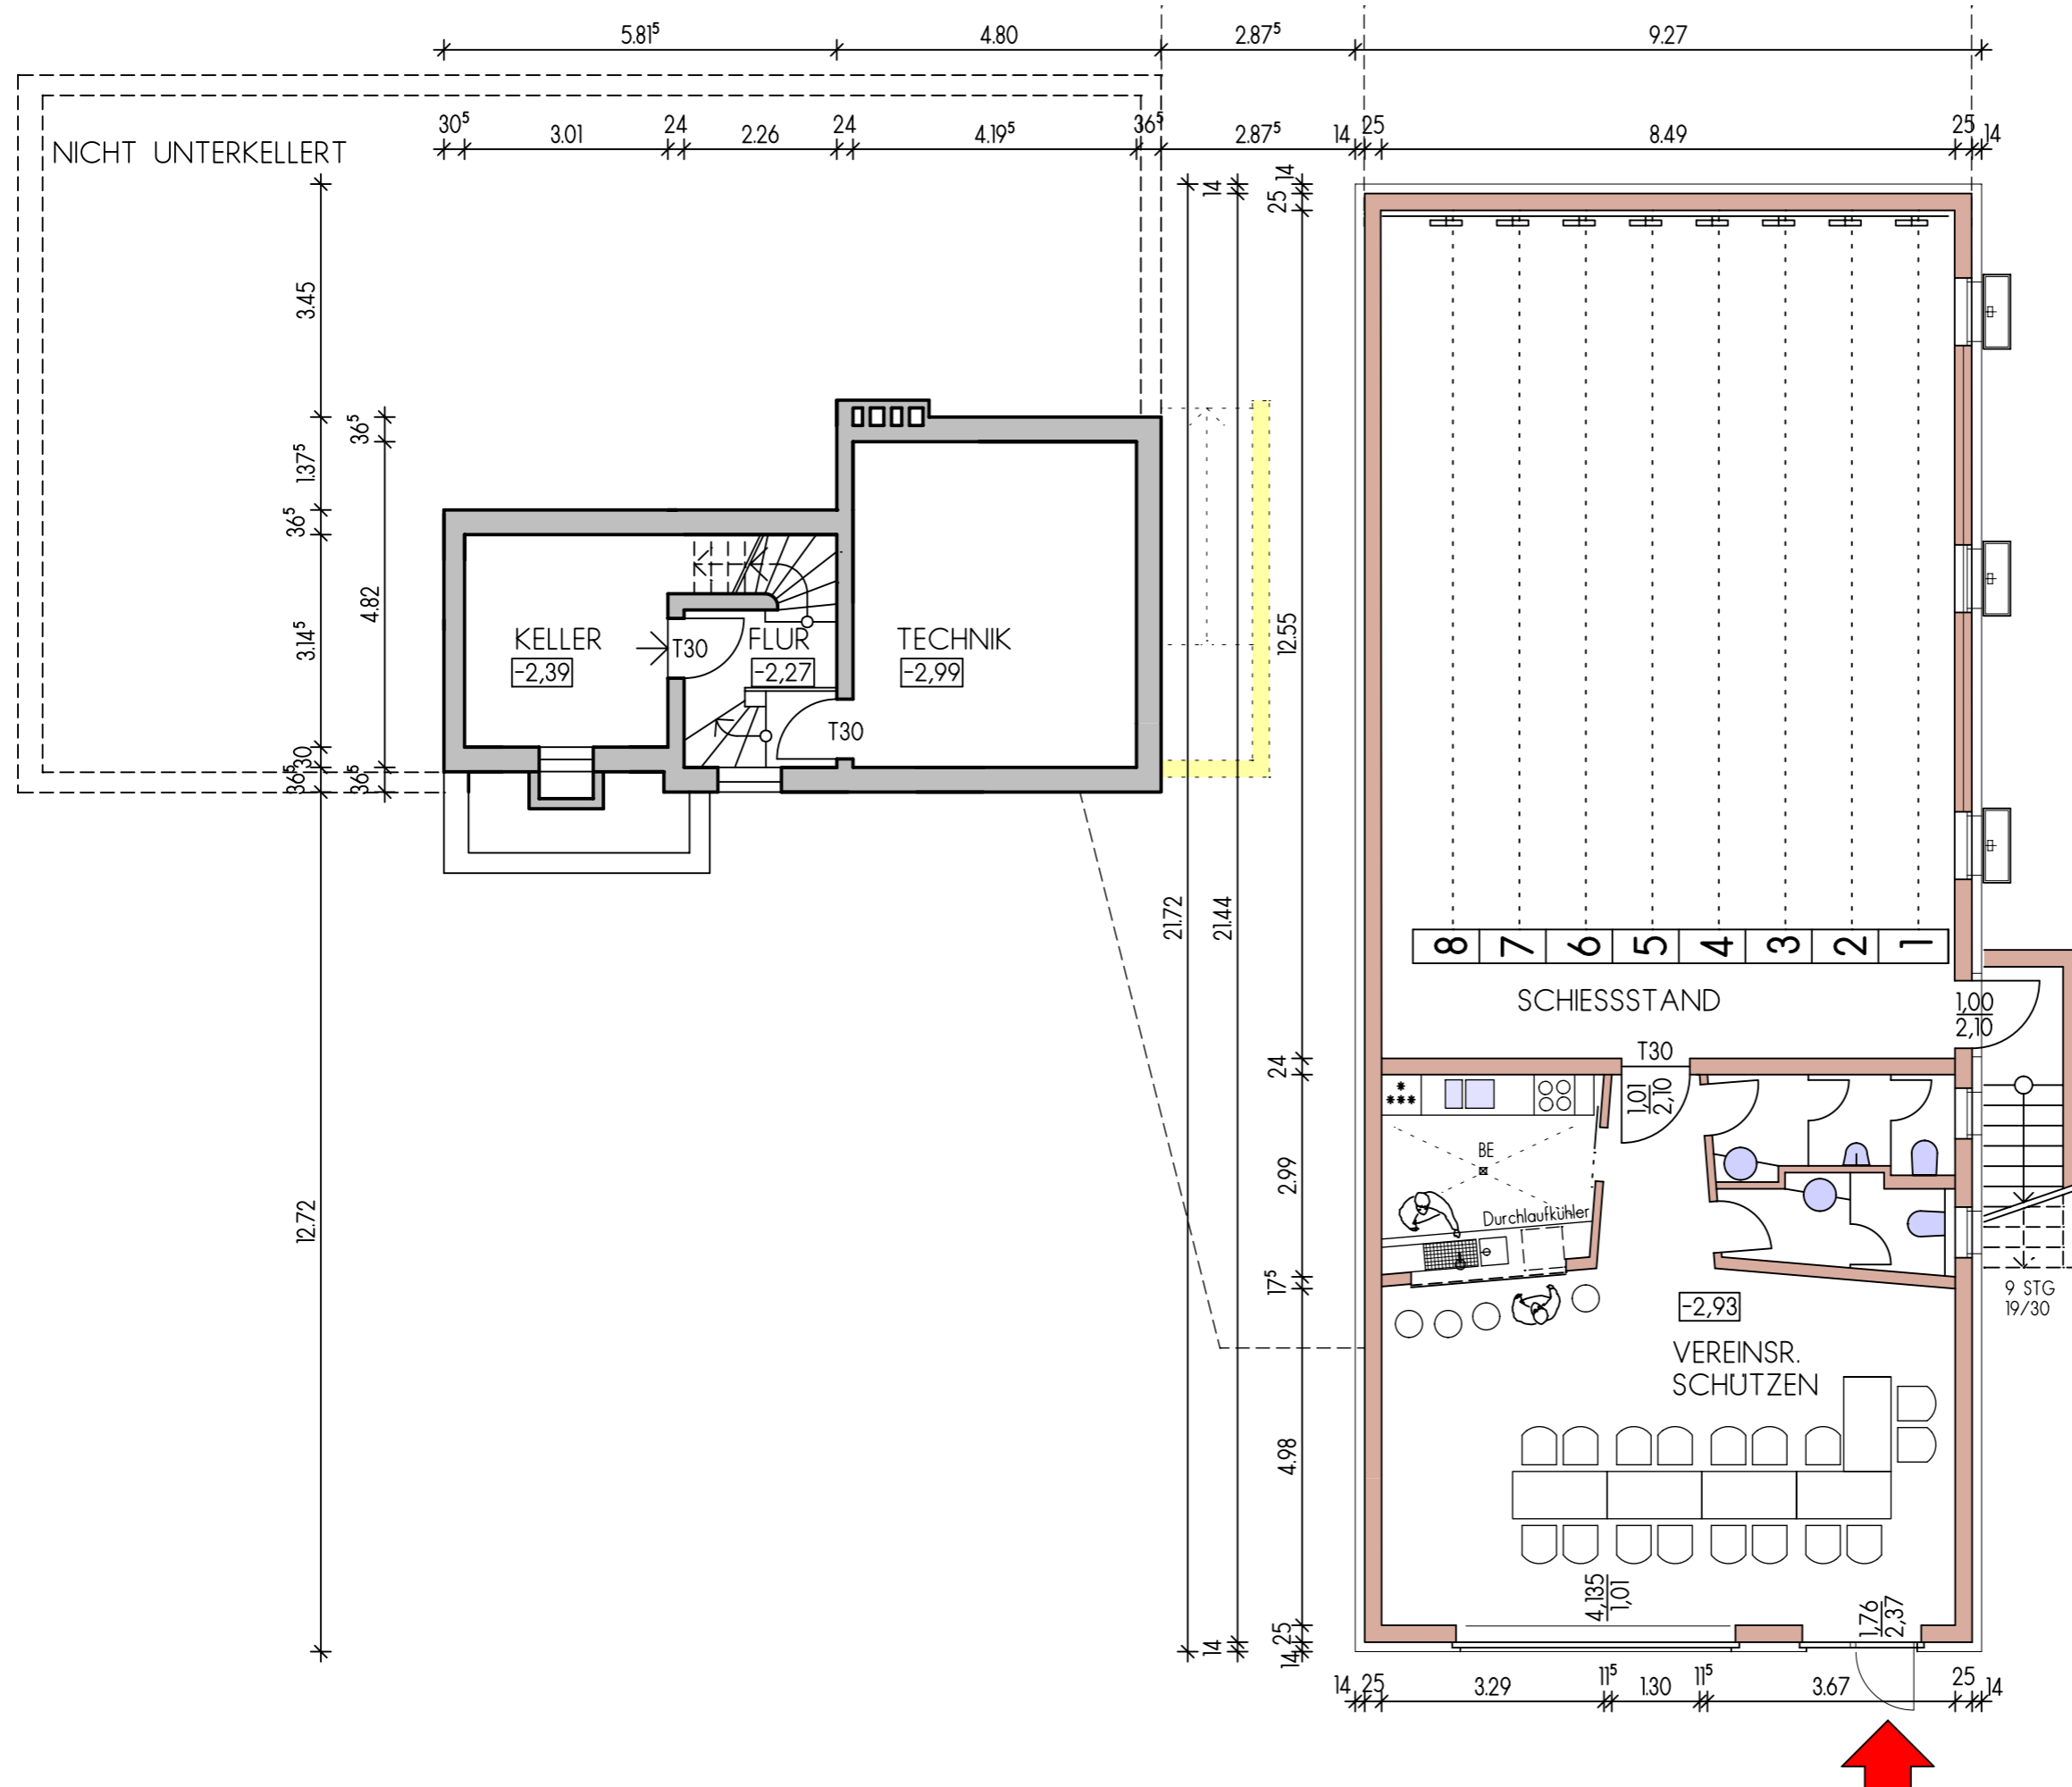 5.81⁵ 4.80 2.87⁵ 9.27
30⁵ 3.01 24 2.26 24 4.19⁵ 36⁵ 2.87⁵ 14 25 8.49 25 14
NICHT UNTERKELLERT
3.45
1.37⁵
36⁵
3.14⁵
30
36⁵
12.72
36⁵
4.82
36⁵
21.72
14
21.44
14
14
25
12.55
24
2.99
17⁵
4.98
25
14
KELLER
-2,39
T30
FLUR
-2,27
T30
TECHNIK
-2,99
8 7 6 5 4 3 2 1
SCHIESSSTAND
1,00
2,10
T30
1,01
2,10
BE
Durchlaufkühler
9 STG
19/30
-2,93
VEREINSR.
SCHÜTZEN
4,135
1,01
1,76
2,37
14 25 3.29 11⁵ 1.30 11⁵ 3.67 25 14